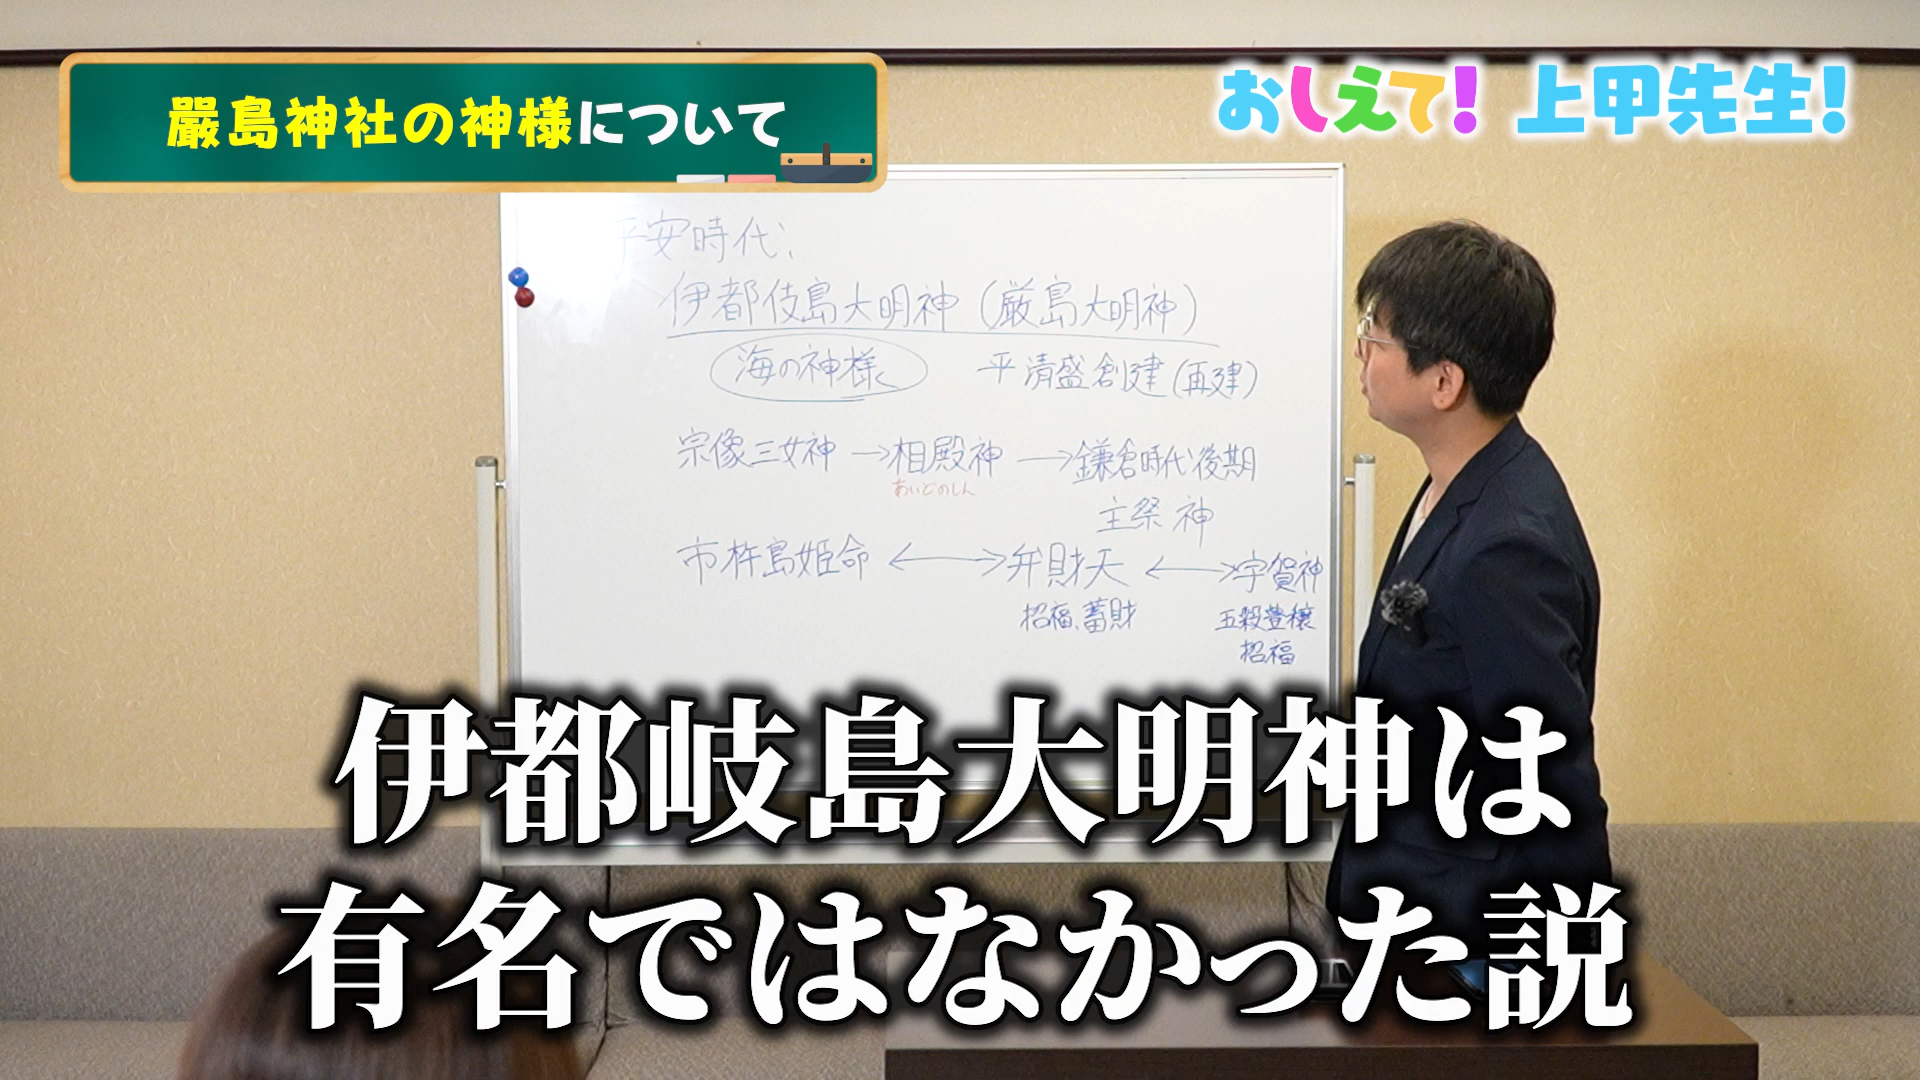 嚴島神社の神様について
おしえて！上甲先生！
平安時代、
伊都伎島大明神（厳島大明神）
海の神様
平清盛創建（再建）
宗像三女神→相殿神→鎌倉時代後期
あいどのしん
主祭神
市杵島姫命↔弁財天↔宇賀神
招福、蓄財
五穀豊穣
招福
伊都岐島大明神は
有名ではなかった説